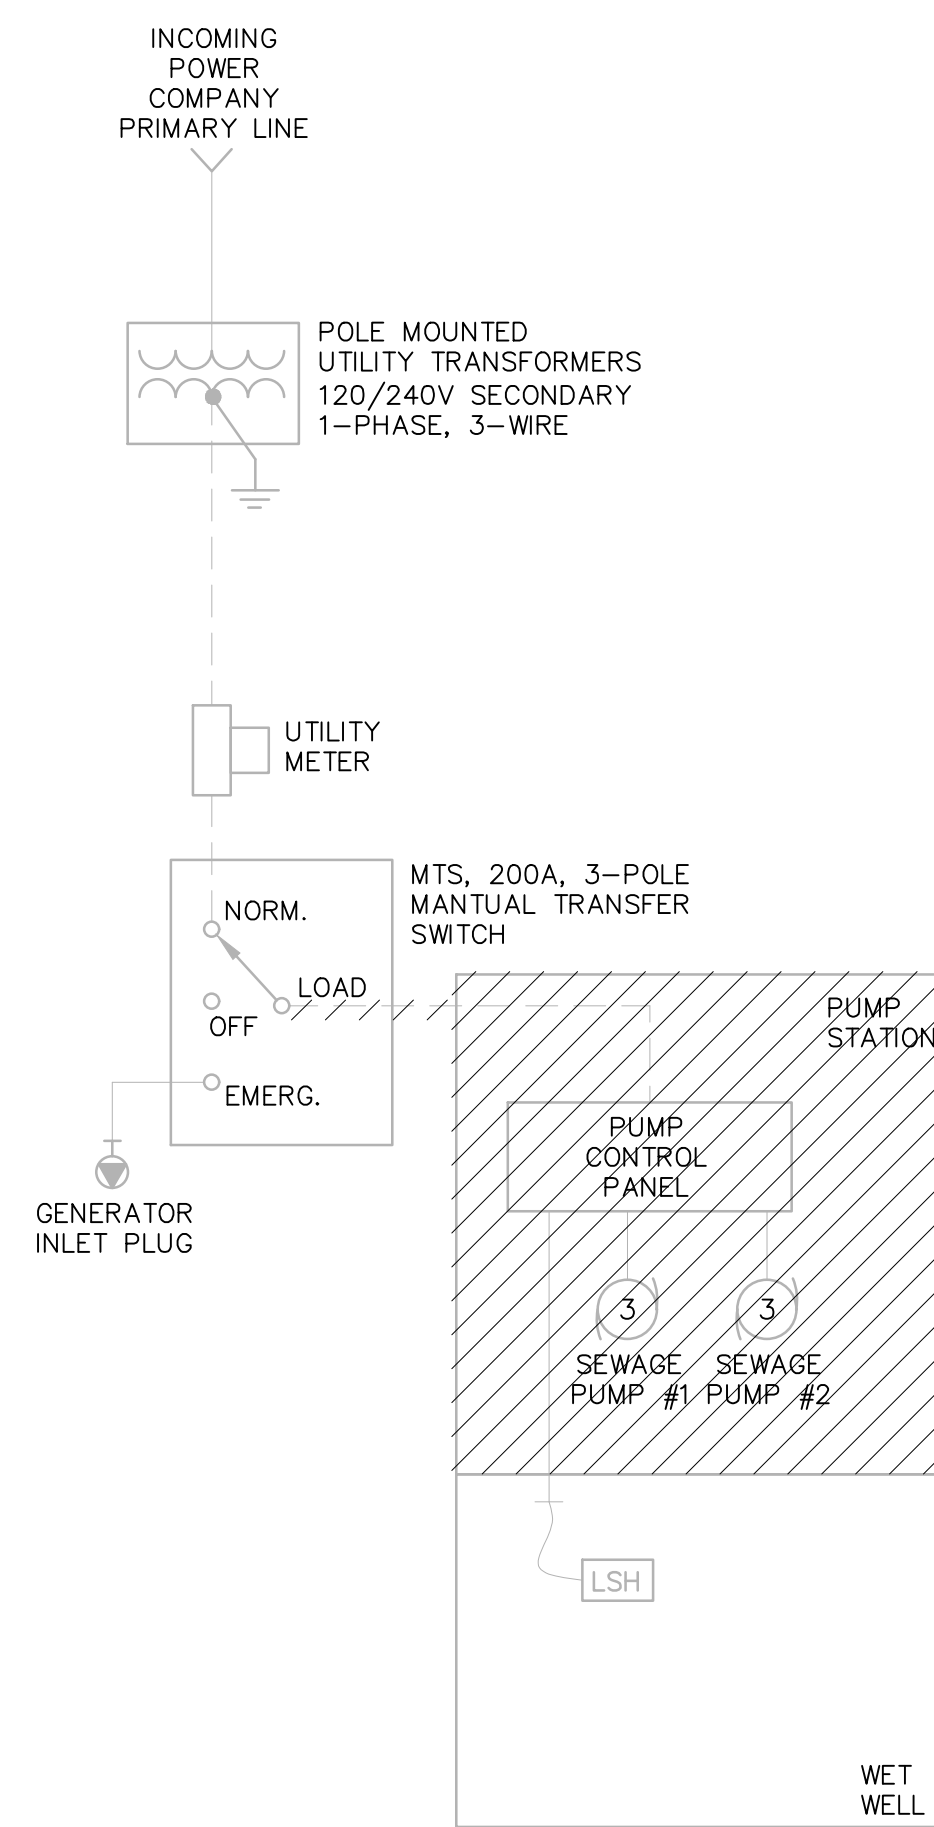 INCOMING
POWER
COMPANY
PRIMARY LINE
POLE MOUNTED
UTILITY TRANSFORMERS
120/240V SECONDARY
1-PHASE, 3-WIRE
UTILITY
METER
MTS, 200A, 3-POLE
MANTUAL TRANSFER
SWITCH
NORM.
LOAD
OFF
EMERG.
GENERATOR
INLET PLUG
PUMP
STATION
PUMP
CONTROL
PANEL
3 3
SEWAGE SEWAGE
PUMP #1 PUMP #2
LSH
WET
WELL